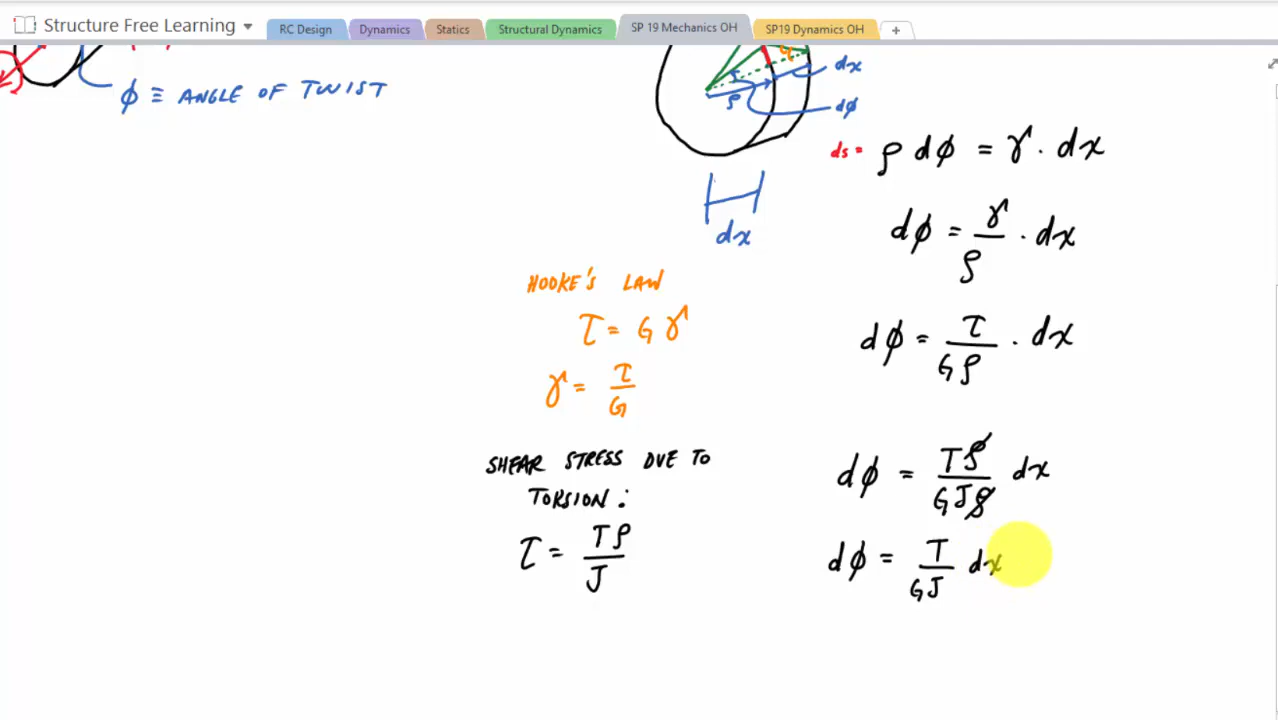 Structure Free Learning
RC Design
Dynamics
Statics
Structural Dynamics
SP 19 Mechanics OH
SP19 Dynamics OH
+
ϕ ≡ ANGLE OF TWIST
γ
dx
ρ
dϕ
dx
ds = ρ dϕ = γ · dx
dϕ = γ/ρ · dx
HOOKE'S LAW
τ = G γ
γ = τ/G
dϕ = τ/Gρ · dx
SHEAR STRESS DUE TO
TORSION:
τ = Tρ/J
dϕ = Tρ/GJρ dx
dϕ = T/GJ dx